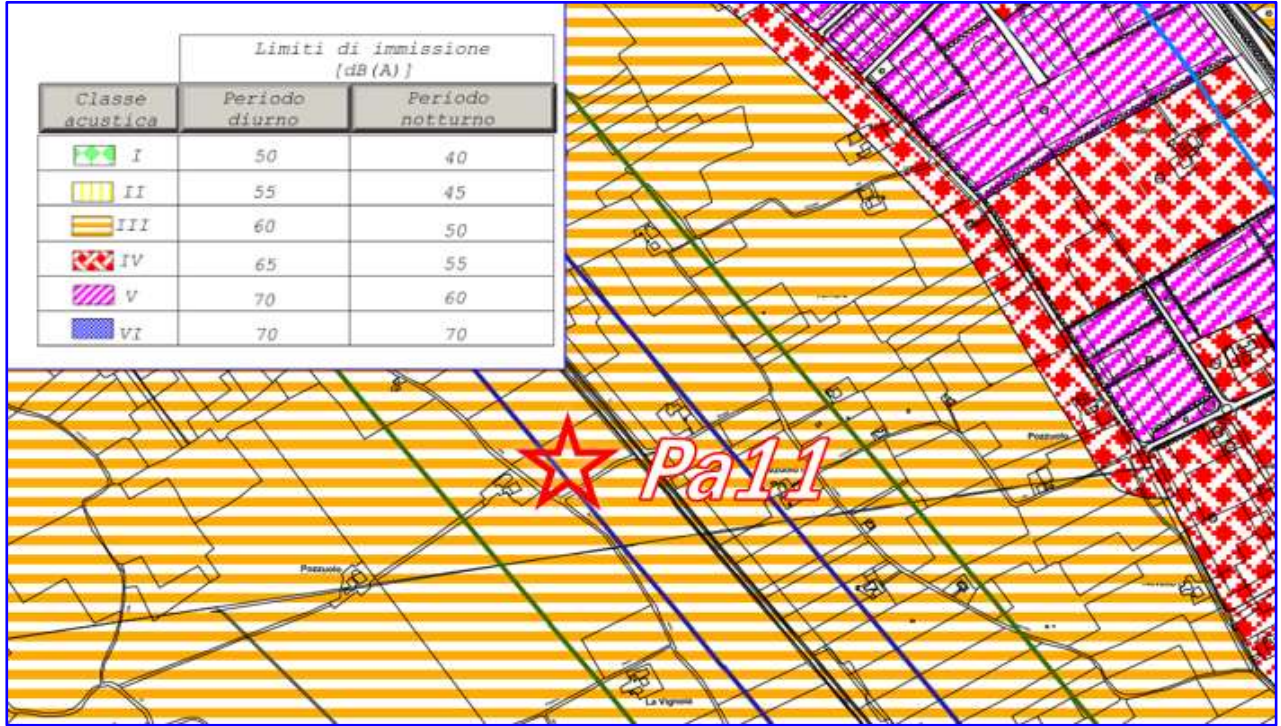 Limiti di immissione
[dB(A)]
Classe acustica
Periodo diurno
Periodo notturno
I 50 40
II 55 45
III 60 50
IV 65 55
V 70 60
VI 70 70
Pozzuolo
Pa11
Pozzuolo
La Vignola